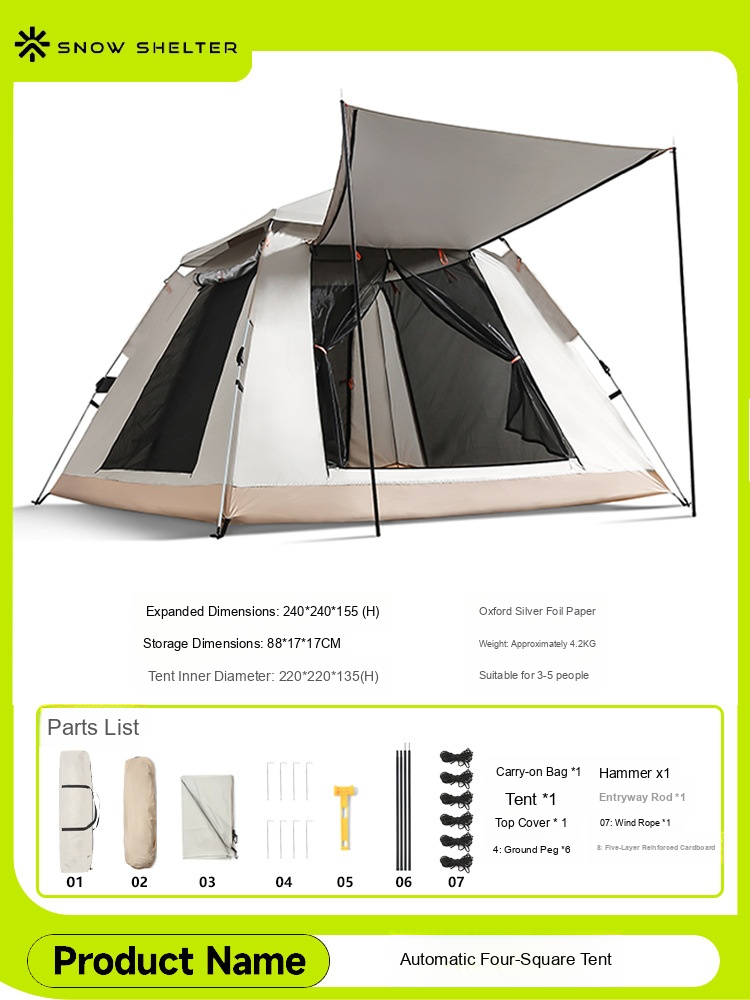 SNOW SHELTER
Expanded Dimensions: 240*240*155 (H)
Oxford Silver Foil Paper
Storage Dimensions: 88*17*17CM
Weight: Approximately 4.2KG
Tent Inner Diameter: 220*220*135(H)
Suitable for 3-5 people
Parts List
Carry-on Bag *1
Hammer x1
Tent *1
Entryway Rod *1
Top Cover * 1
07: Wind Rope *1
4: Ground Peg *6
8: Five-Layer Reinforced Cardboard
01
02
03
04
05
06
07
Product Name
Automatic Four-Square Tent